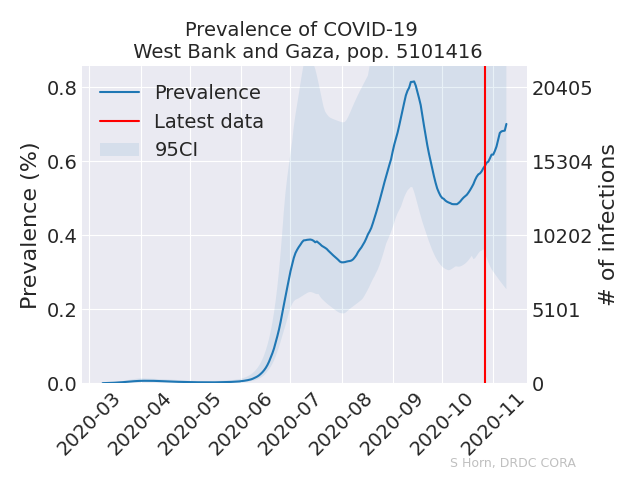 Prevalence of COVID-19
West Bank and Gaza, pop. 5101416
Prevalence
Latest data
95CI
Prevalence (%)
0.8
0.6
0.4
0.2
0.0
20405
15304
10202
5101
0
# of infections
2020-03
2020-04
2020-05
2020-06
2020-07
2020-08
2020-09
2020-10
2020-11
S Horn, DRDC CORA